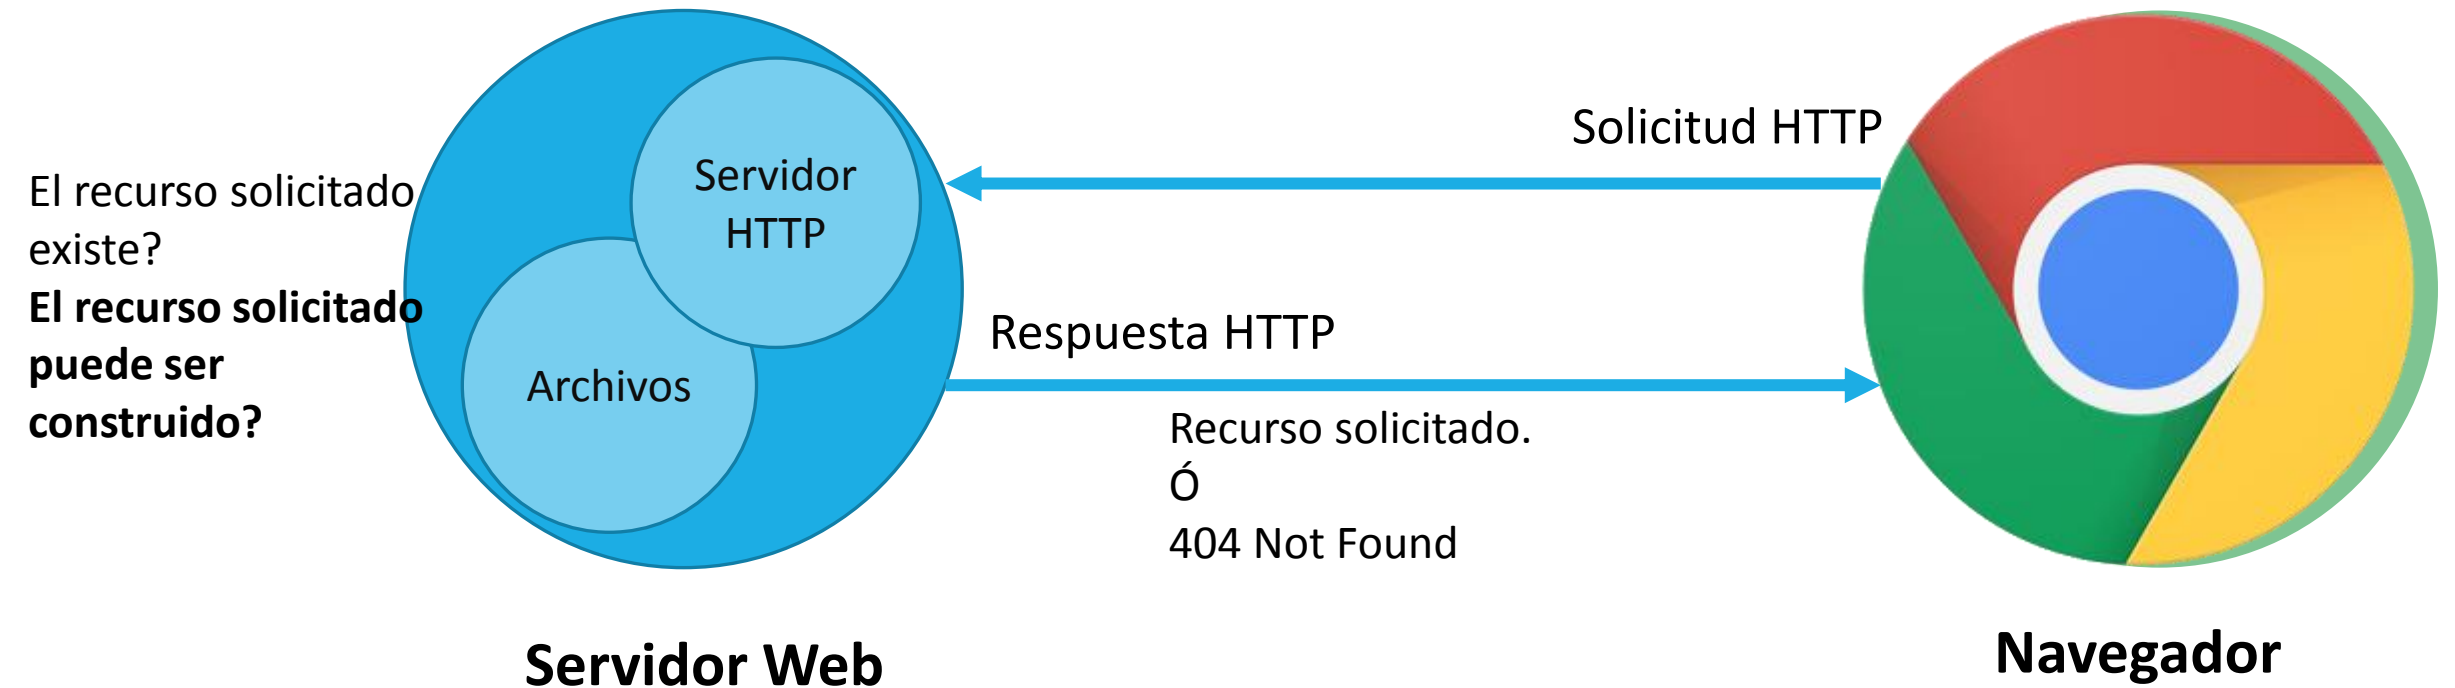 El recurso solicitado
existe?
El recurso solicitado
puede ser
construido?
Servidor
HTTP
Archivos
Servidor Web
Solicitud HTTP
Respuesta HTTP
Recurso solicitado.
Ó
404 Not Found
Navegador